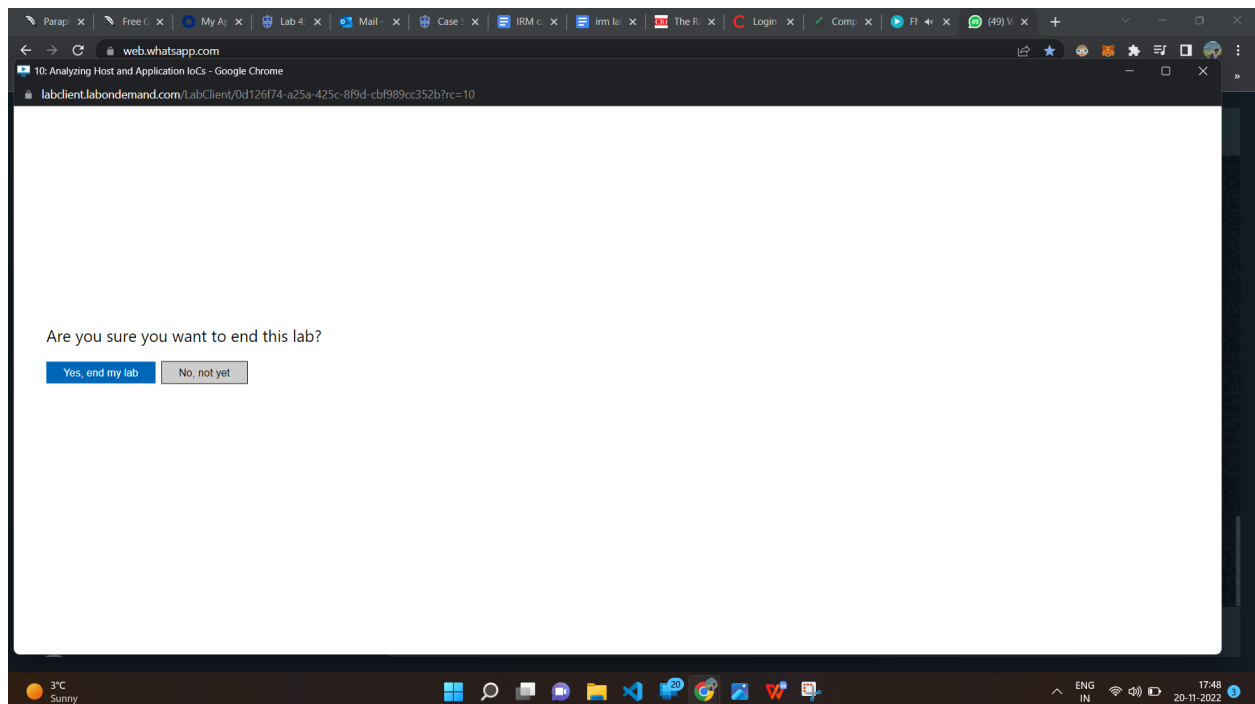 Parapl
Free G
My Ap
Lab 4:
Mail -
Case S
IRM c
irm lal
The Ra
Login
Comp
(49) W
web.whatsapp.com
10: Analyzing Host and Application IoCs - Google Chrome
labclient.labondemand.com/LabClient/0d126f74-a25a-425c-8f9d-cbf989cc352b?rc=10
Are you sure you want to end this lab?
Yes, end my lab
No, not yet
3°C
Sunny
20
ENG
IN
17:48
20-11-2022
3